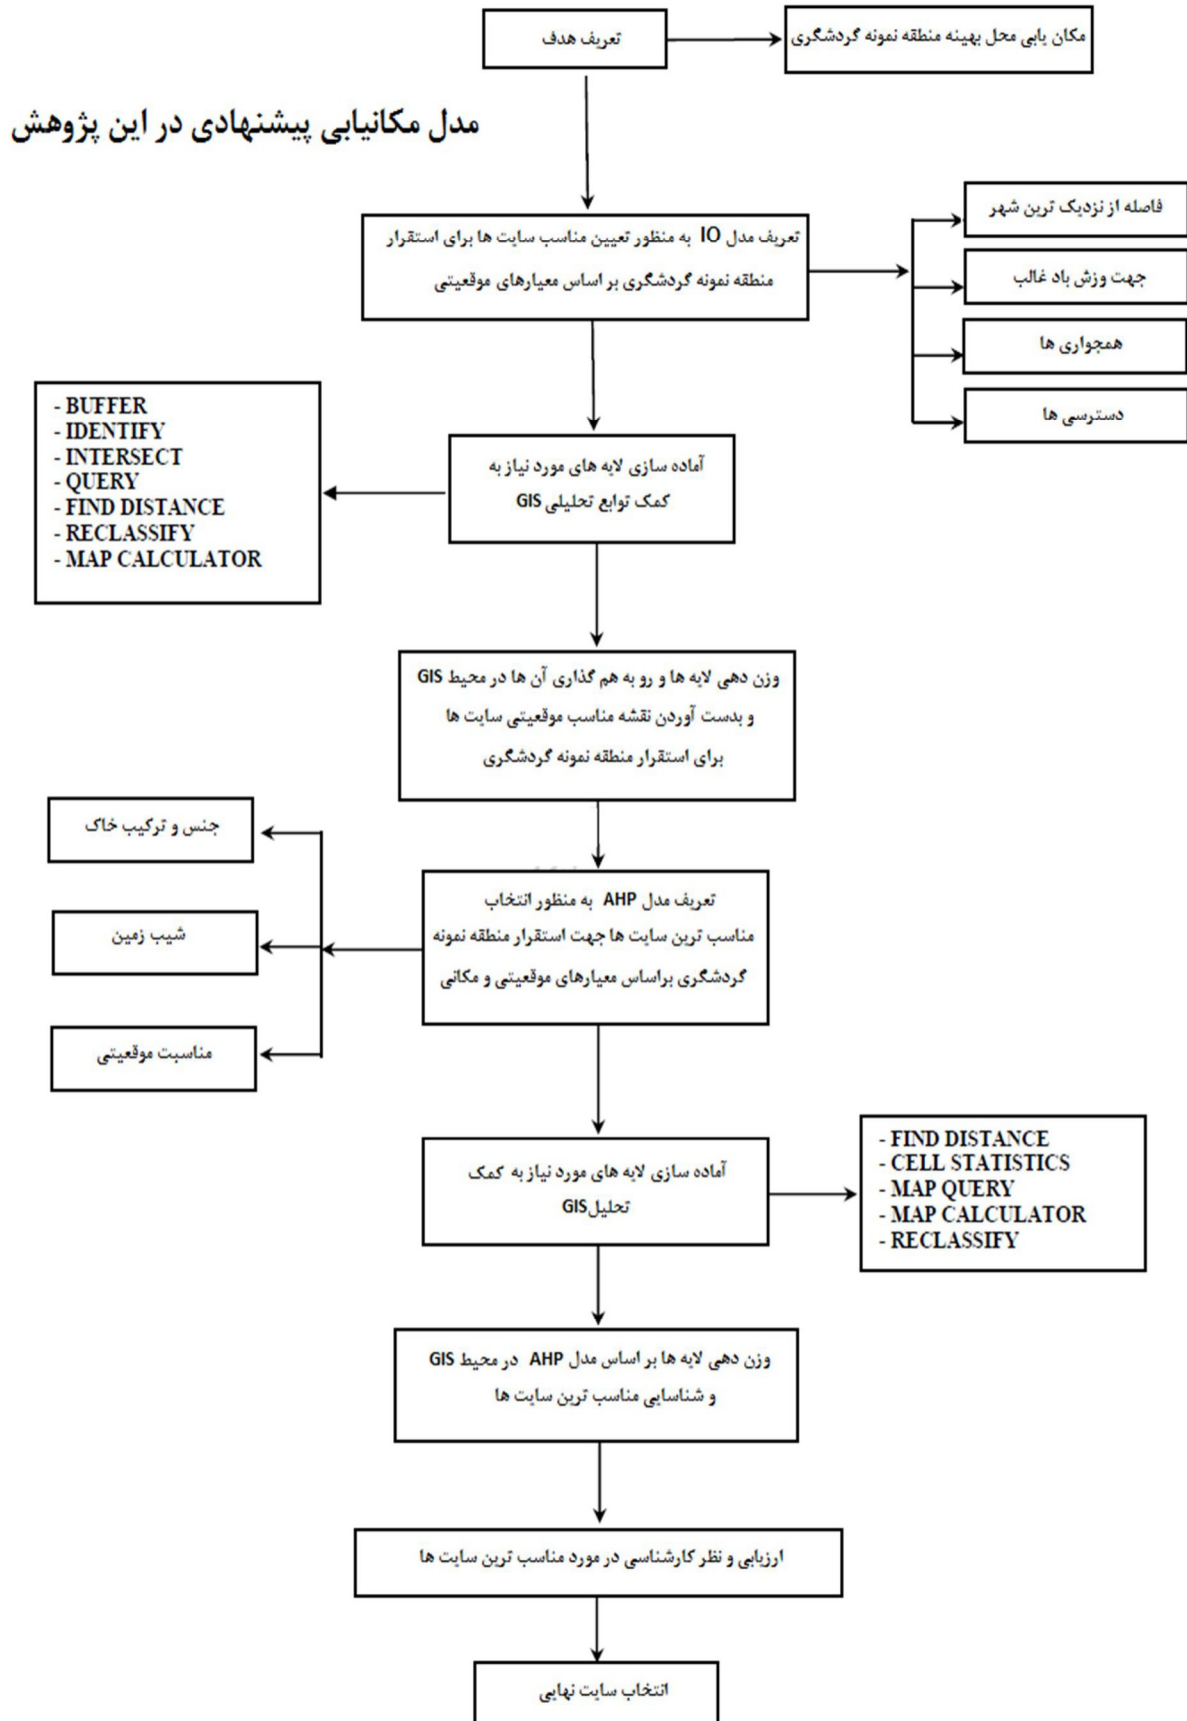 تعریف هدف
مکان یابی محل بهینه منطقه نمونه گردشگری
مدل مکانیابی پیشنهادی در این پژوهش
تعریف مدل IO به منظور تعیین مناسب سایت ها برای استقرار
منطقه نمونه گردشگری بر اساس معیارهای موقعیتی
فاصله از نزدیک ترین شهر
جهت وزش باد غالب
همجواری ها
دسترسی ها
آماده سازی لایه های مورد نیاز به
کمک توابع تحلیلی GIS
- BUFFER
- IDENTIFY
- INTERSECT
- QUERY
- FIND DISTANCE
- RECLASSIFY
- MAP CALCULATOR
وزن دهی لایه ها و رو به هم گذاری آن ها در محیط GIS
و بدست آوردن نقشه مناسب موقعیتی سایت ها
برای استقرار منطقه نمونه گردشگری
تعریف مدل AHP به منظور انتخاب
مناسب ترین سایت ها جهت استقرار منطقه نمونه
گردشگری براساس معیارهای موقعیتی و مکانی
جنس و ترکیب خاک
شیب زمین
مناسبت موقعیتی
آماده سازی لایه های مورد نیاز به کمک
تحلیل GIS
- FIND DISTANCE
- CELL STATISTICS
- MAP QUERY
- MAP CALCULATOR
- RECLASSIFY
وزن دهی لایه ها بر اساس مدل AHP در محیط GIS
و شناسایی مناسب ترین سایت ها
ارزیابی و نظر کارشناسی در مورد مناسب ترین سایت ها
انتخاب سایت نهایی